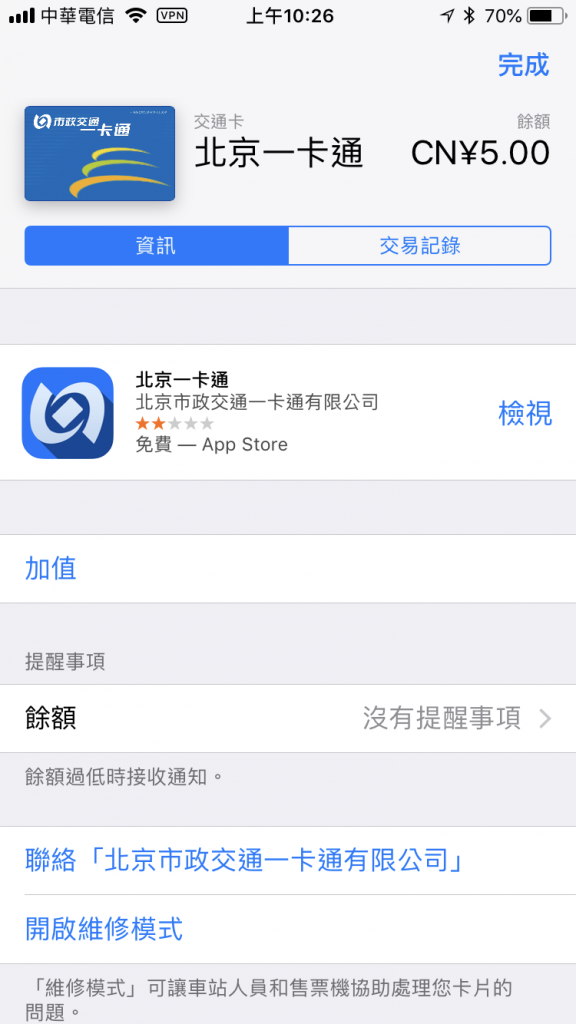 中華電信 VPN 上午10:26 70%
完成
市政交通
一卡通
交通卡
餘額
北京一卡通
CN¥5.00
資訊
交易記錄
北京一卡通
北京市政交通一卡通有限公司
檢視
免費 — App Store
加值
提醒事項
餘額
沒有提醒事項
餘額過低時接收通知。
聯絡「北京市政交通一卡通有限公司」
開啟維修模式
「維修模式」可讓車站人員和售票機協助處理您卡片的
問題。